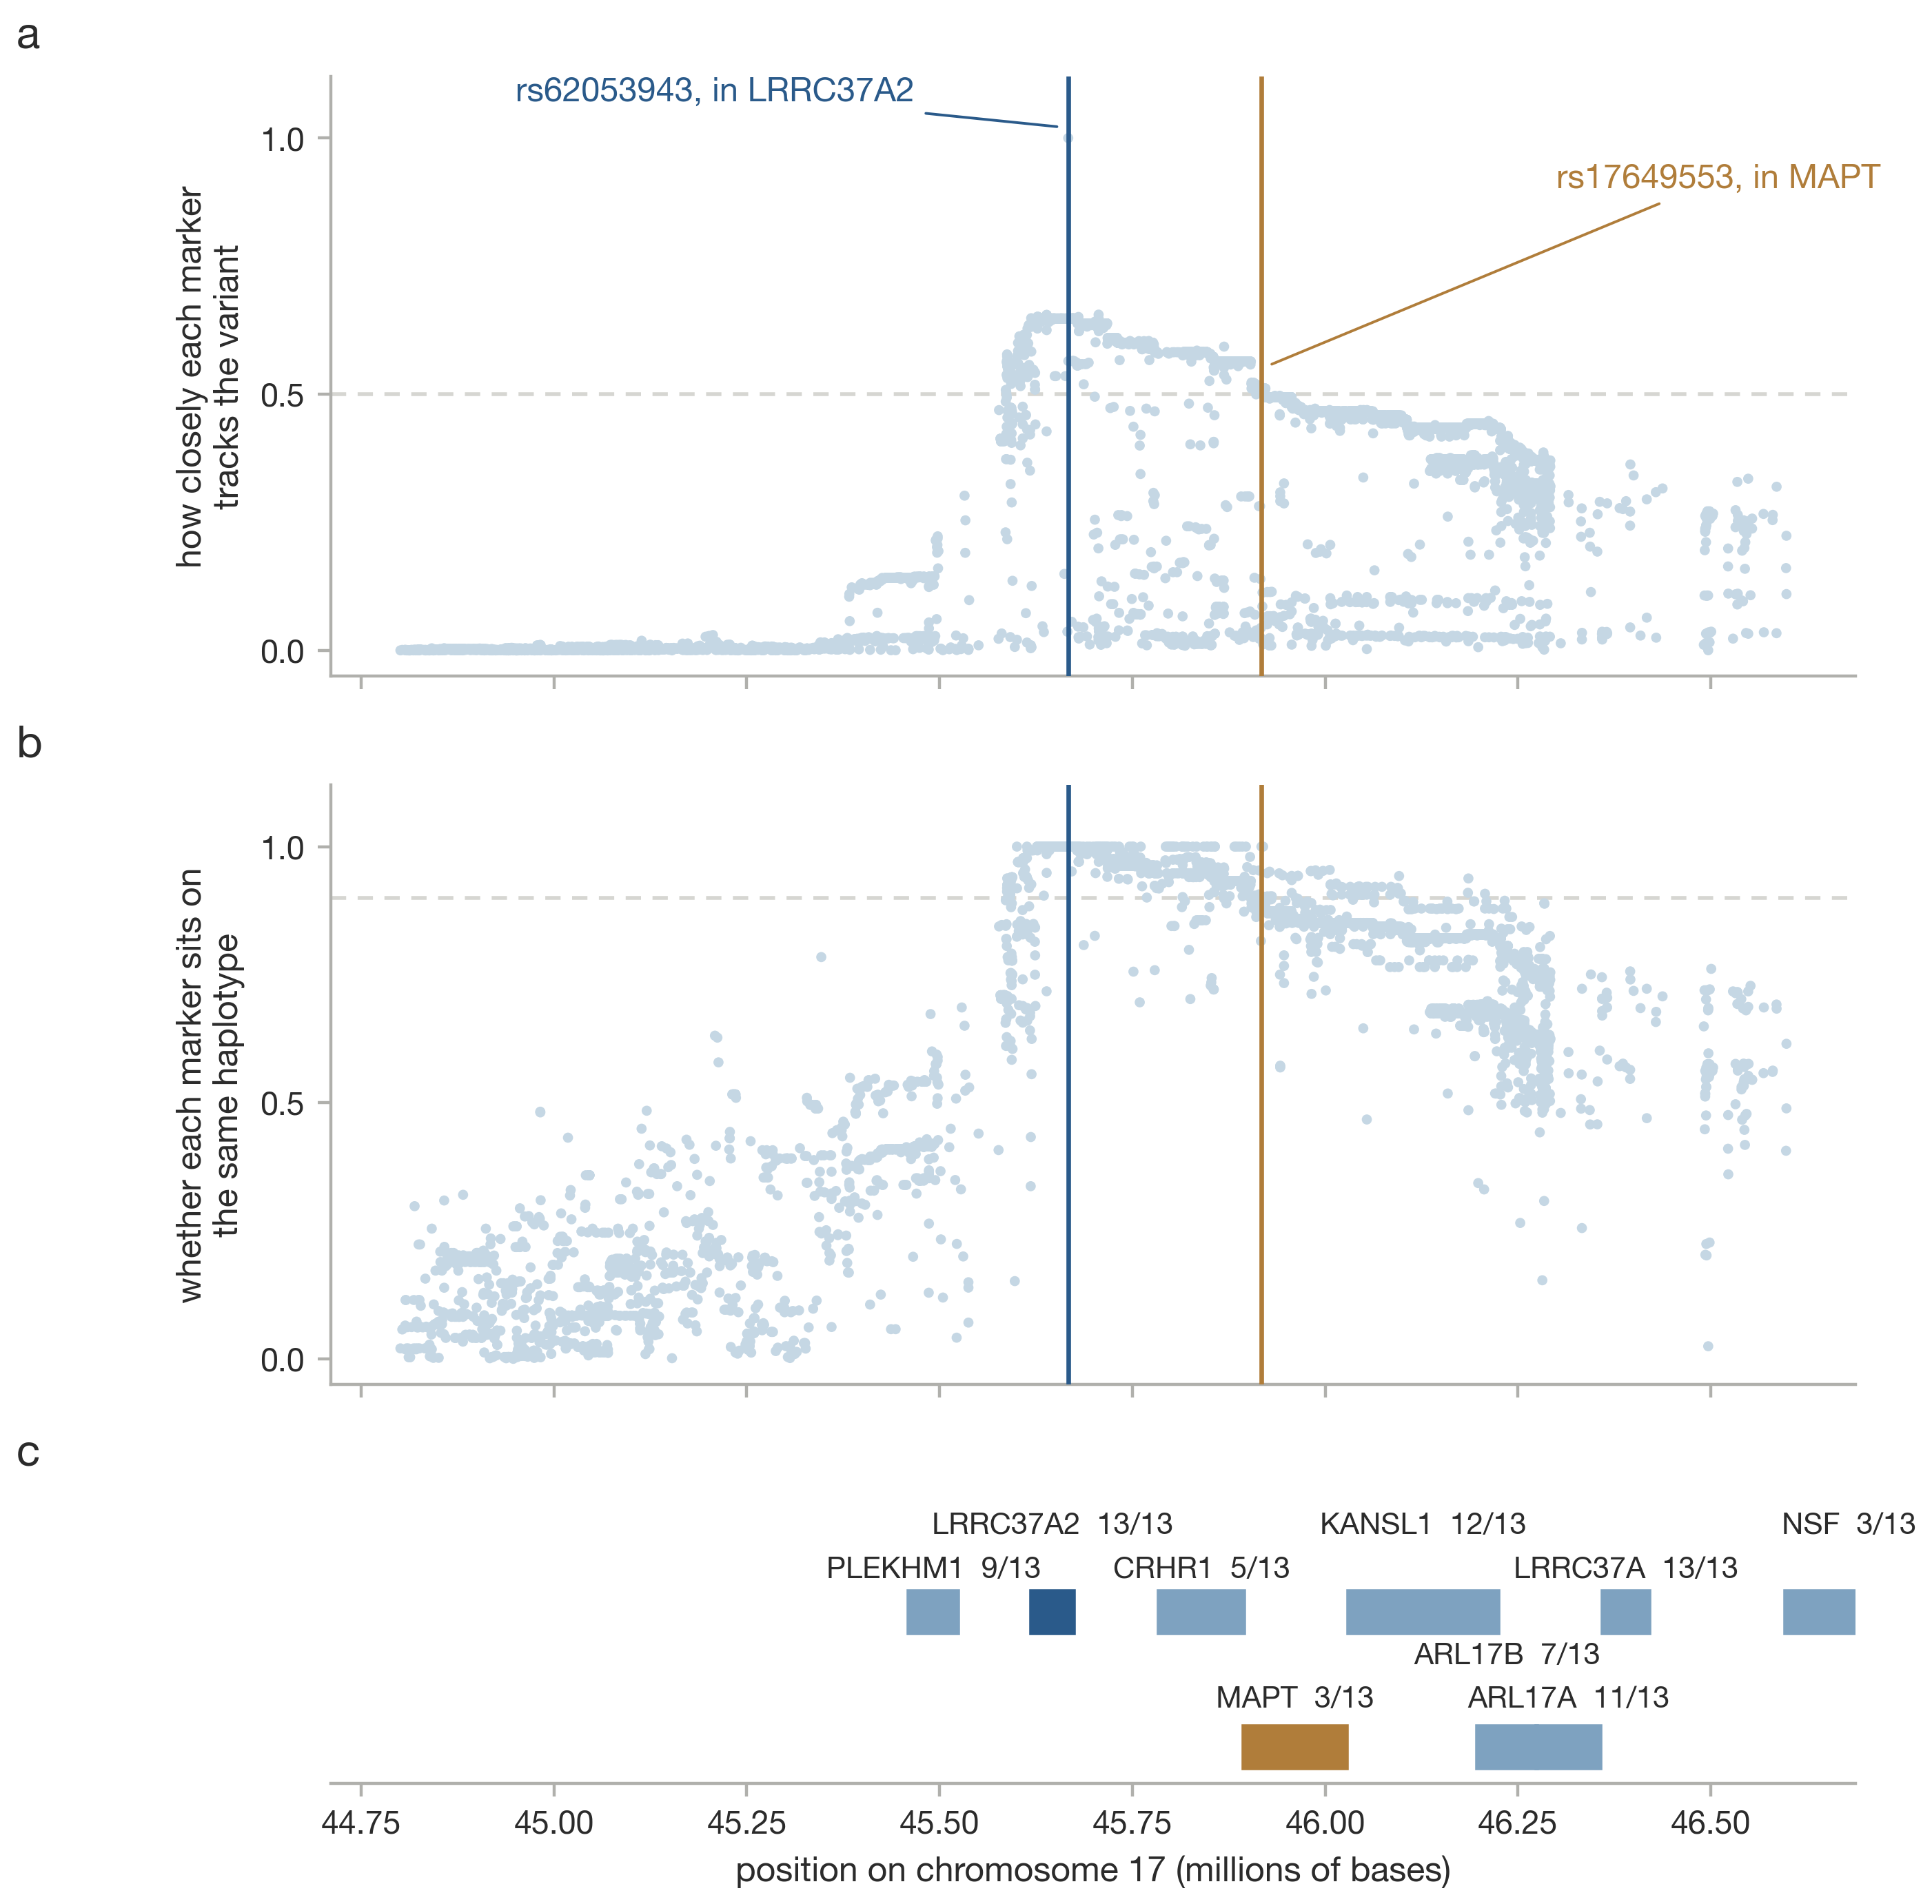 a
rs62053943, in LRRC37A2
rs17649553, in MAPT
how closely each marker
tracks the variant
1.0
0.5
0.0
b
whether each marker sits on
the same haplotype
1.0
0.5
0.0
c
LRRC37A2 13/13
KANSL1 12/13
NSF 3/13
PLEKHM1 9/13
CRHR1 5/13
LRRC37A 13/13
ARL17B 7/13
MAPT 3/13
ARL17A 11/13
44.75 45.00 45.25 45.50 45.75 46.00 46.25 46.50
position on chromosome 17 (millions of bases)